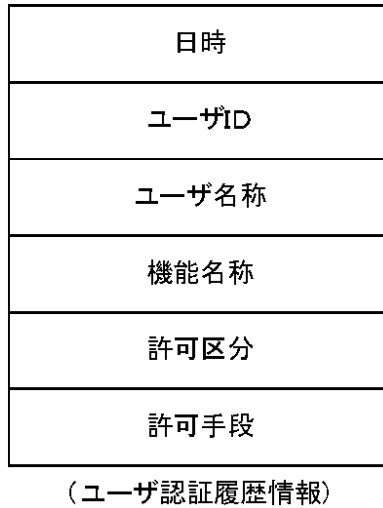 日時
ユーザID
ユーザ名称
機能名称
許可区分
許可手段
(ユーザ認証履歴情報)